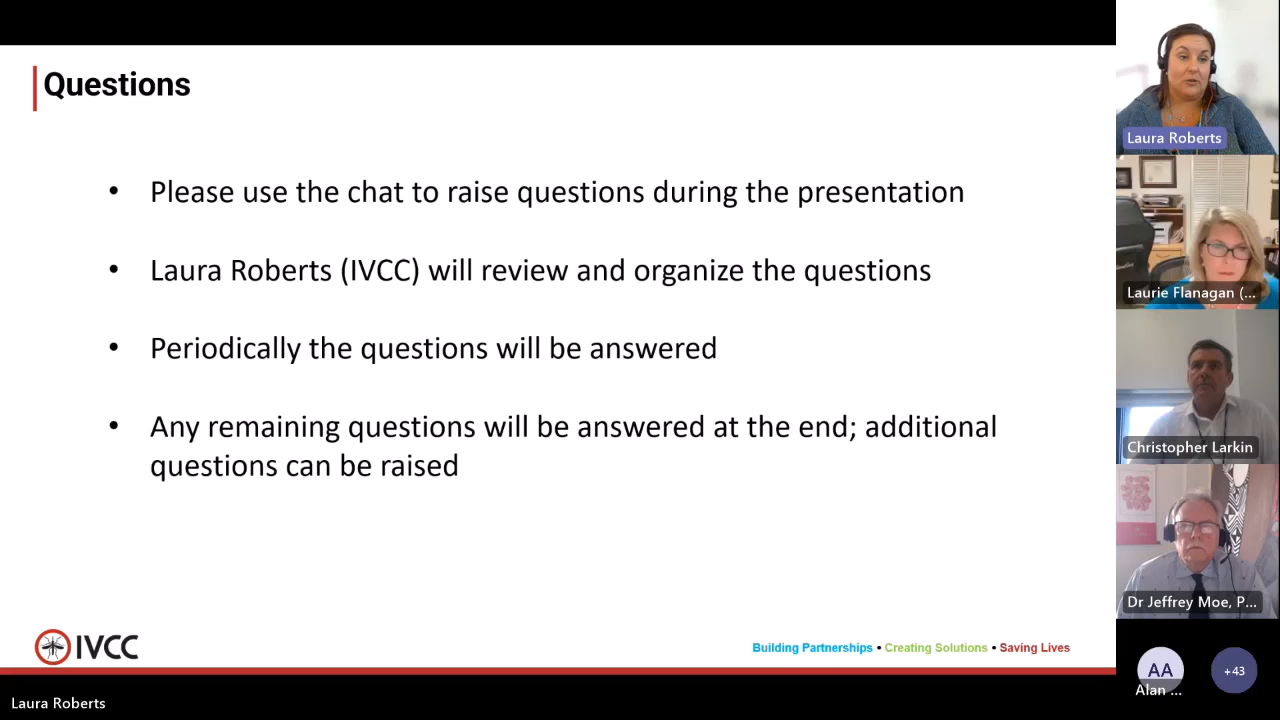 Questions
• Please use the chat to raise questions during the presentation
• Laura Roberts (IVCC) will review and organize the questions
• Periodically the questions will be answered
• Any remaining questions will be answered at the end; additional
questions can be raised
IVCC
Building Partnerships • Creating Solutions • Saving Lives
Laura Roberts
Laura Roberts
Laurie Flanagan (...
Christopher Larkin
Dr Jeffrey Moe, P...
AA
Alan ...
+43